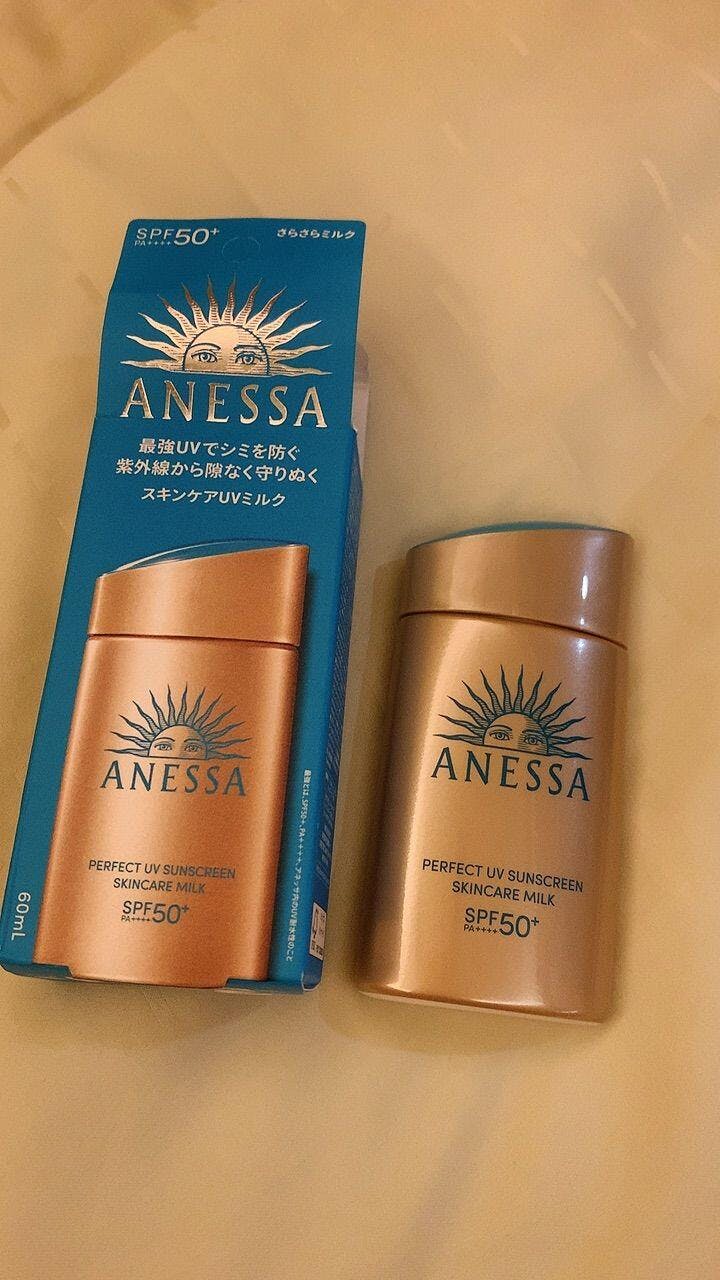 SPF50+
PA++++
さらさらミルク
ANESSA
最強UVでシミを防ぐ
紫外線から隙なく守りぬく
スキンケアUVミルク
ANESSA
PERFECT UV SUNSCREEN
SKINCARE MILK
SPF50+
PA++++
60mL
ANESSA
PERFECT UV SUNSCREEN
SKINCARE MILK
SPF50+
PA++++